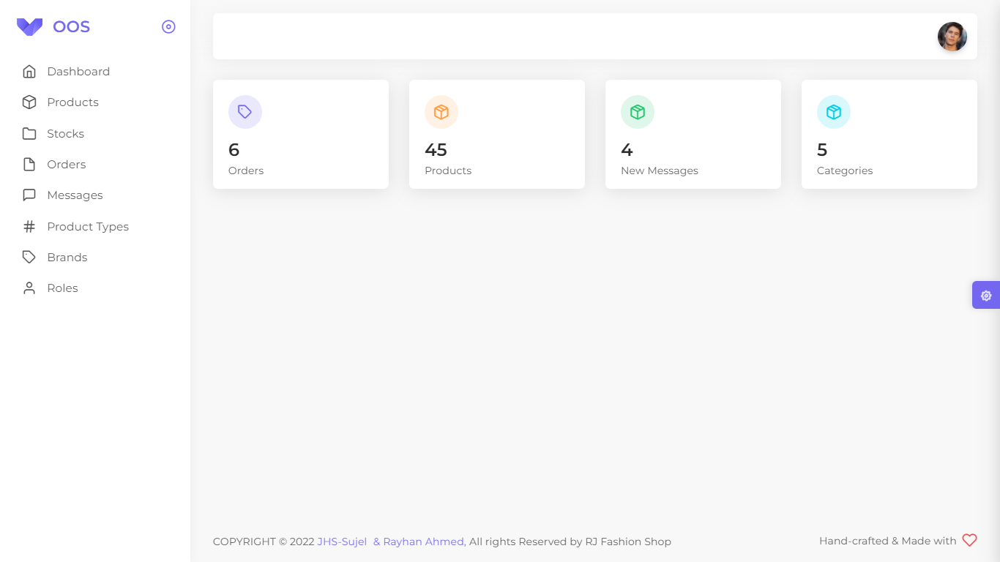 OOS
Dashboard
Products
Stocks
Orders
Messages
Product Types
Brands
Roles
6
Orders
45
Products
4
New Messages
5
Categories
COPYRIGHT © 2022 JHS-Sujel & Rayhan Ahmed, All rights Reserved by RJ Fashion Shop
Hand-crafted & Made with